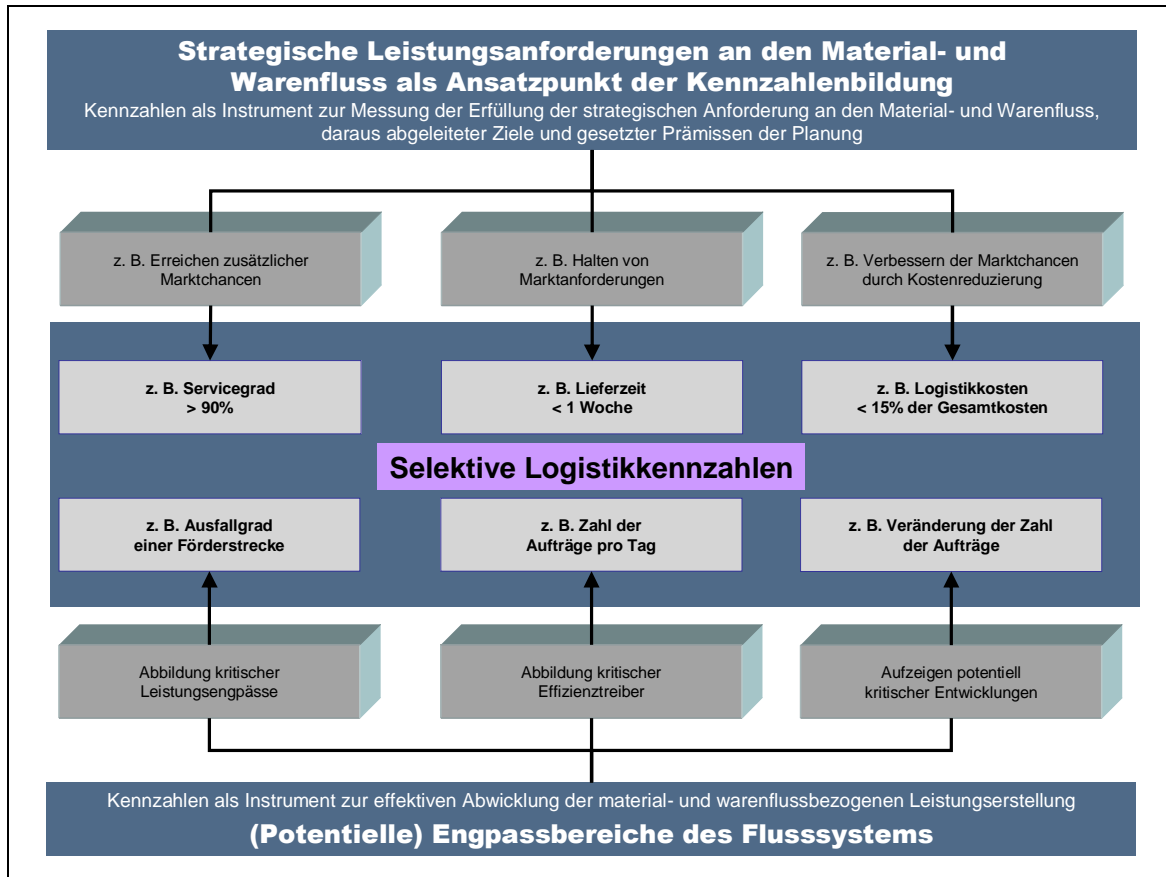 Strategische Leistungsanforderungen an den Material- und
Warenfluss als Ansatzpunkt der Kennzahlenbildung
Kennzahlen als Instrument zur Messung der Erfüllung der strategischen Anforderung an den Material- und Warenfluss,
daraus abgeleiteter Ziele und gesetzter Prämissen der Planung
z. B. Erreichen zusätzlicher
Marktchancen
z. B. Halten von
Marktanforderungen
z. B. Verbessern der Marktchancen
durch Kostenreduzierung
z. B. Servicegrad
> 90%
z. B. Lieferzeit
< 1 Woche
z. B. Logistikkosten
< 15% der Gesamtkosten
Selektive Logistikkennzahlen
z. B. Ausfallgrad
einer Förderstrecke
z. B. Zahl der
Aufträge pro Tag
z. B. Veränderung der Zahl
der Aufträge
Abbildung kritischer
Leistungsengpässe
Abbildung kritischer
Effizienztreiber
Aufzeigen potentiell
kritischer Entwicklungen
Kennzahlen als Instrument zur effektiven Abwicklung der material- und warenflussbezogenen Leistungserstellung
(Potentielle) Engpassbereiche des Flusssystems